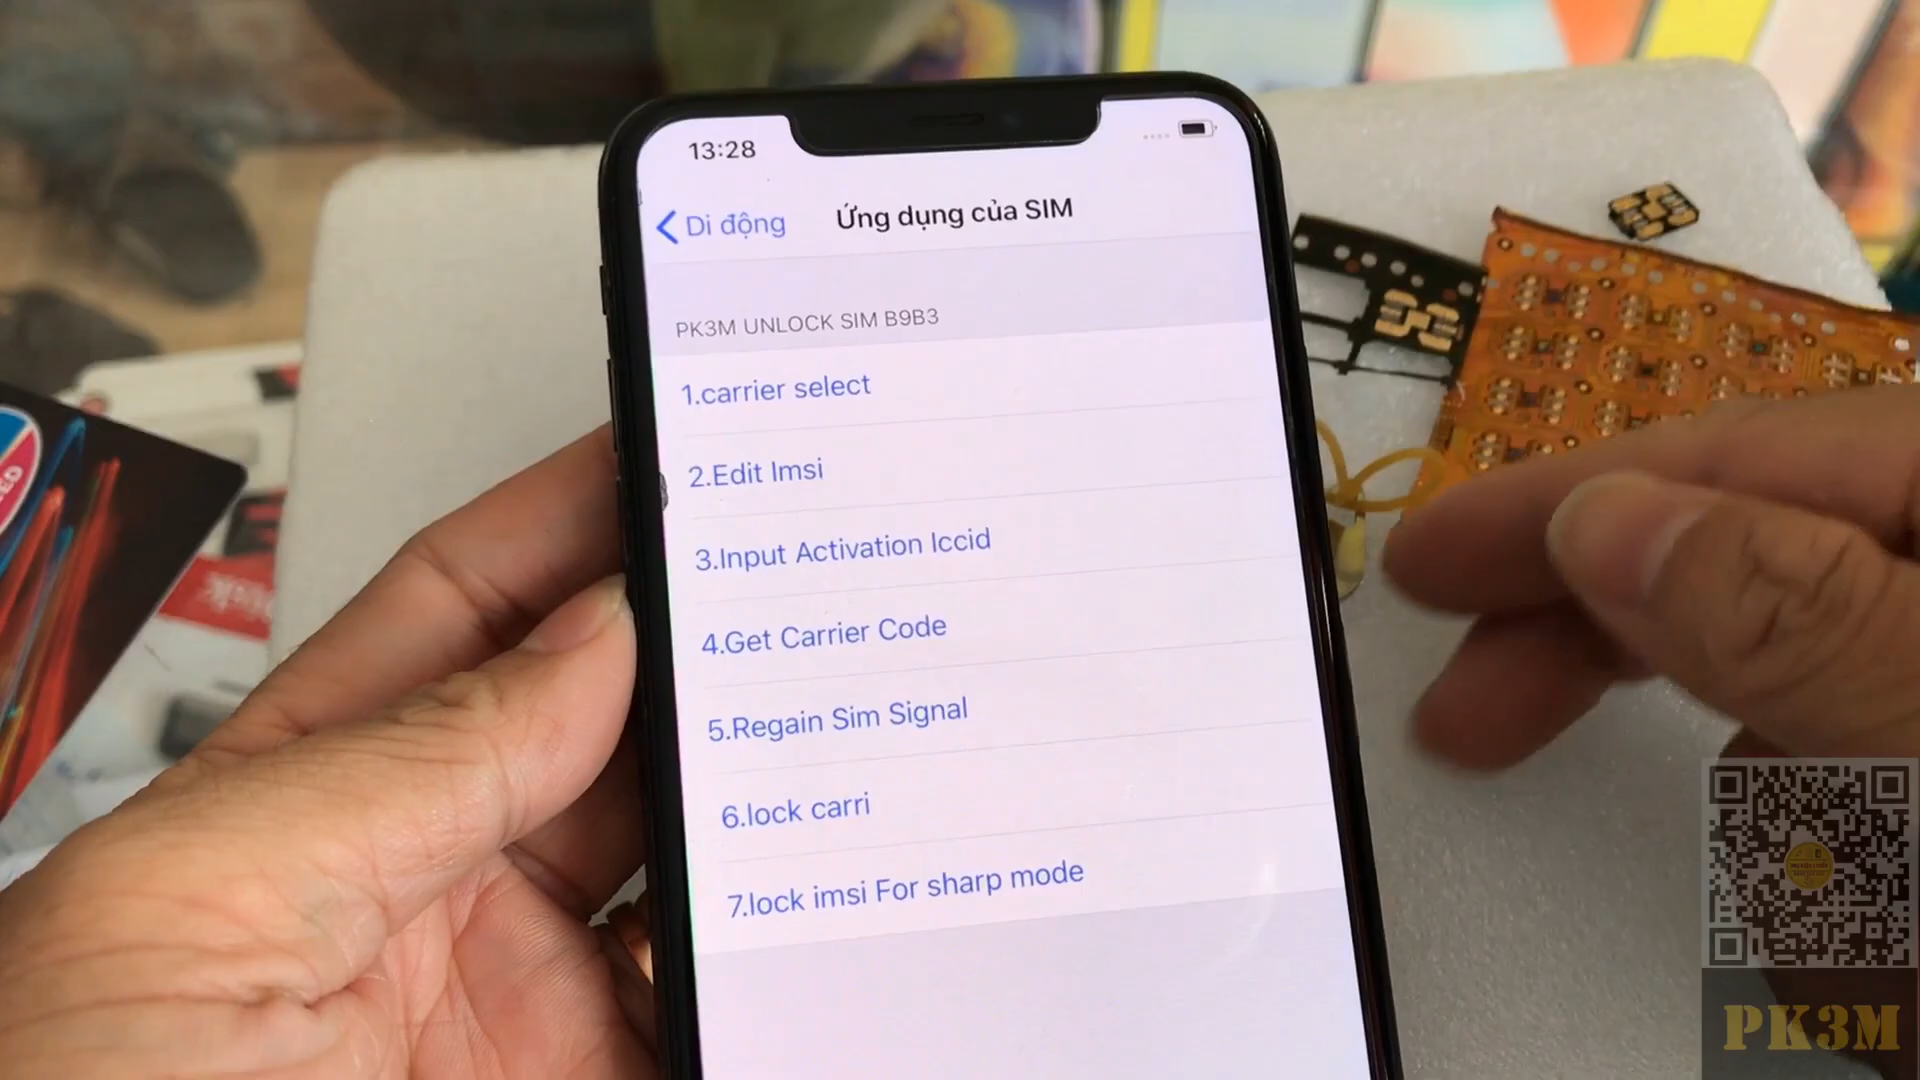 13:28
Di động
Ứng dụng của SIM
PK3M UNLOCK SIM B9B3
1.carrier select
2.Edit Imsi
3.Input Activation Iccid
4.Get Carrier Code
5.Regain Sim Signal
6.lock carri
7.lock imsi For sharp mode
PK3M